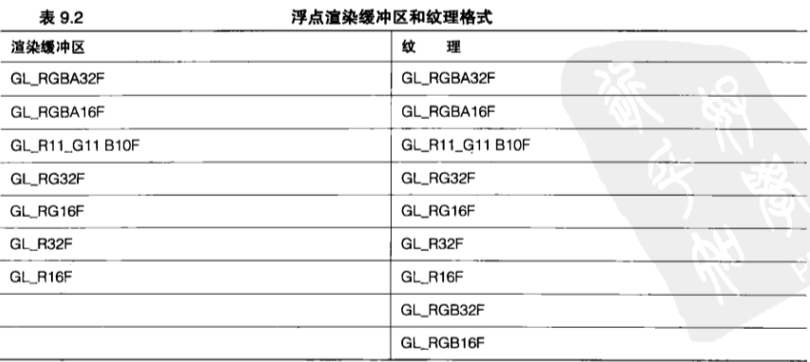 表 9.2 浮点渲染缓冲区和纹理格式
渲染缓冲区 纹 理
GL_RGBA32F GL_RGBA32F
GL_RGBA16F GL_RGBA16F
GL_R11_G11 B10F GL_R11_G11 B10F
GL_RG32F GL_RG32F
GL_RG16F GL_RG16F
GL_R32F GL_R32F
GL_R16F GL_R16F
GL_RGB32F
GL_RGB16F